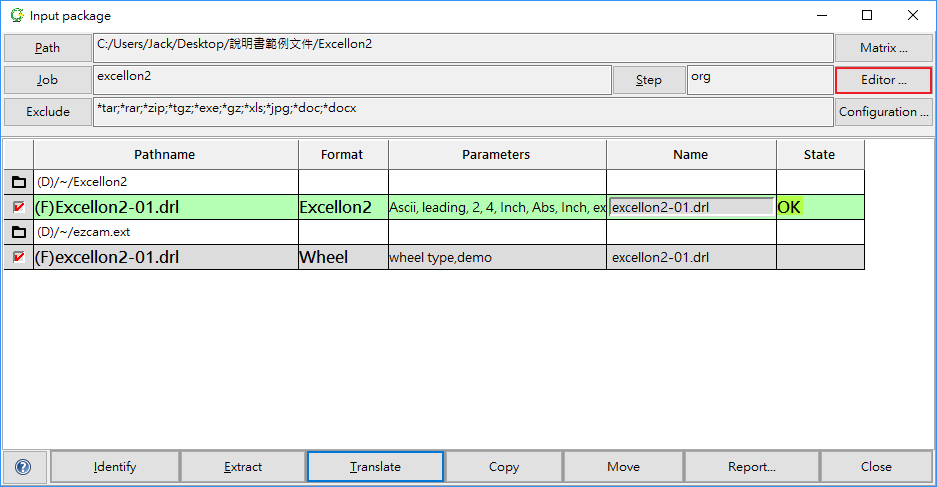 Input package
Path C:/Users/Jack/Desktop/說明書範例文件/Excellon2 Matrix ...
Job excellon2 Step org Editor ...
Exclude *tar;*rar;*zip;*tgz;*exe;*gz;*xls;*jpg;*doc;*docx Configuration ...
Pathname Format Parameters Name State
(D)/~/Excellon2
(F)Excellon2-01.drl Excellon2 Ascii, leading, 2, 4, Inch, Abs, Inch, ex excellon2-01.drl OK
(D)/~/ezcam.ext
(F)excellon2-01.drl Wheel wheel type,demo excellon2-01.drl
? Identify Extract Translate Copy Move Report... Close